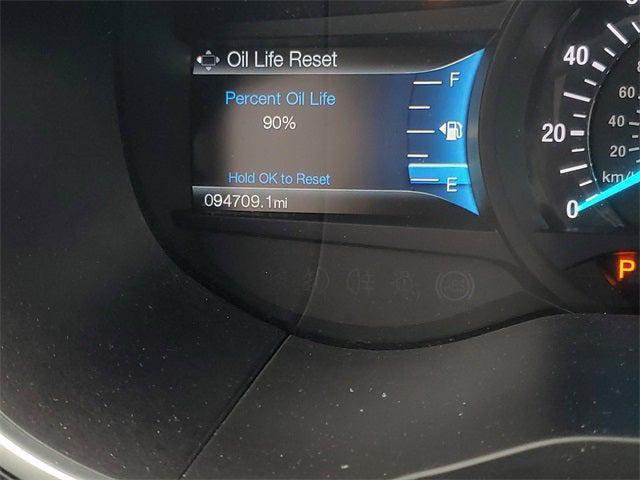 Oil Life Reset
Percent Oil Life
90%
Hold OK to Reset
094709.1mi
F
E
40
20
0
60
40
20
km/h
P